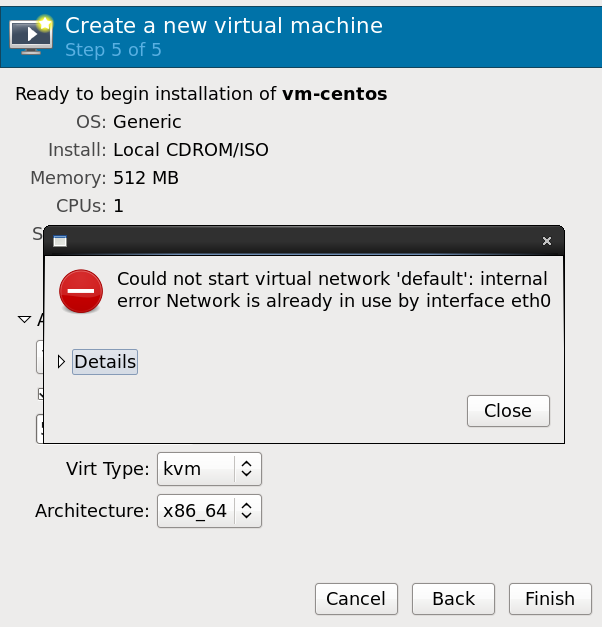 Create a new virtual machine
Step 5 of 5
Ready to begin installation of vm-centos
OS: Generic
Install: Local CDROM/ISO
Memory: 512 MB
CPUs: 1
S
Could not start virtual network 'default': internal
error Network is already in use by interface eth0
Details
Close
Virt Type: kvm
Architecture: x86_64
Cancel Back Finish